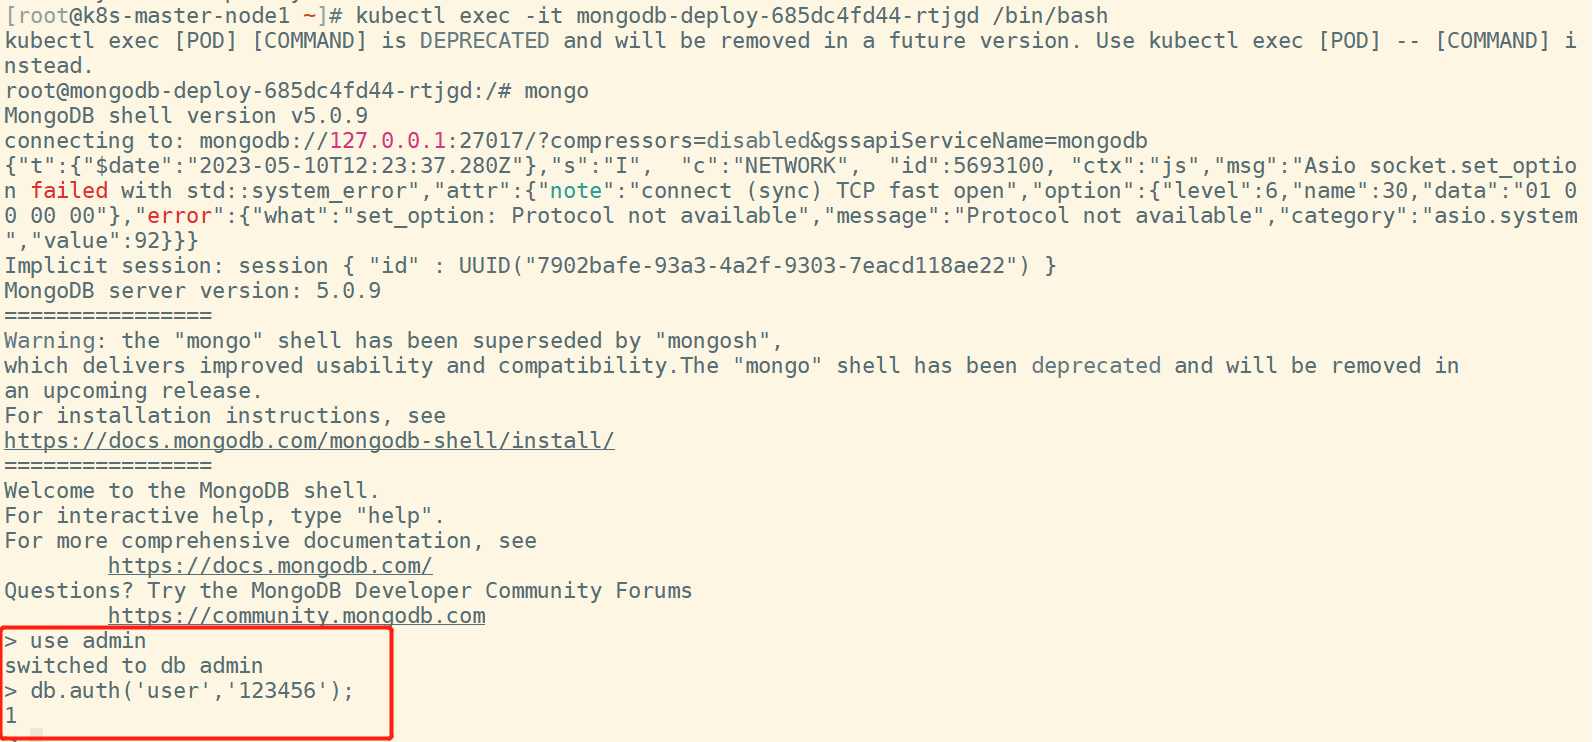 [root@k8s-master-node1 ~]# kubectl exec -it mongodb-deploy-685dc4fd44-rtjgd /bin/bash
kubectl exec [POD] [COMMAND] is DEPRECATED and will be removed in a future version. Use kubectl exec [POD] -- [COMMAND] i
nstead.
root@mongodb-deploy-685dc4fd44-rtjgd:/# mongo
MongoDB shell version v5.0.9
connecting to: mongodb://127.0.0.1:27017/?compressors=disabled&gssapiServiceName=mongodb
{"t":{"$date":"2023-05-10T12:23:37.280Z"},"s":"I",  "c":"NETWORK",  "id":5693100, "ctx":"js","msg":"Asio socket.set_optio
n failed with std::system_error","attr":{"note":"connect (sync) TCP fast open","option":{"level":6,"name":30,"data":"01 0
0 00 00"},"error":{"what":"set_option: Protocol not available","message":"Protocol not available","category":"asio.system
","value":92}}}
Implicit session: session { "id" : UUID("7902bafe-93a3-4a2f-9303-7eacd118ae22") }
MongoDB server version: 5.0.9
================
Warning: the "mongo" shell has been superseded by "mongosh",
which delivers improved usability and compatibility.The "mongo" shell has been deprecated and will be removed in
an upcoming release.
For installation instructions, see
https://docs.mongodb.com/mongodb-shell/install/
================
Welcome to the MongoDB shell.
For interactive help, type "help".
For more comprehensive documentation, see
https://docs.mongodb.com/
Questions? Try the MongoDB Developer Community Forums
https://community.mongodb.com
> use admin
switched to db admin
> db.auth('user','123456');
1